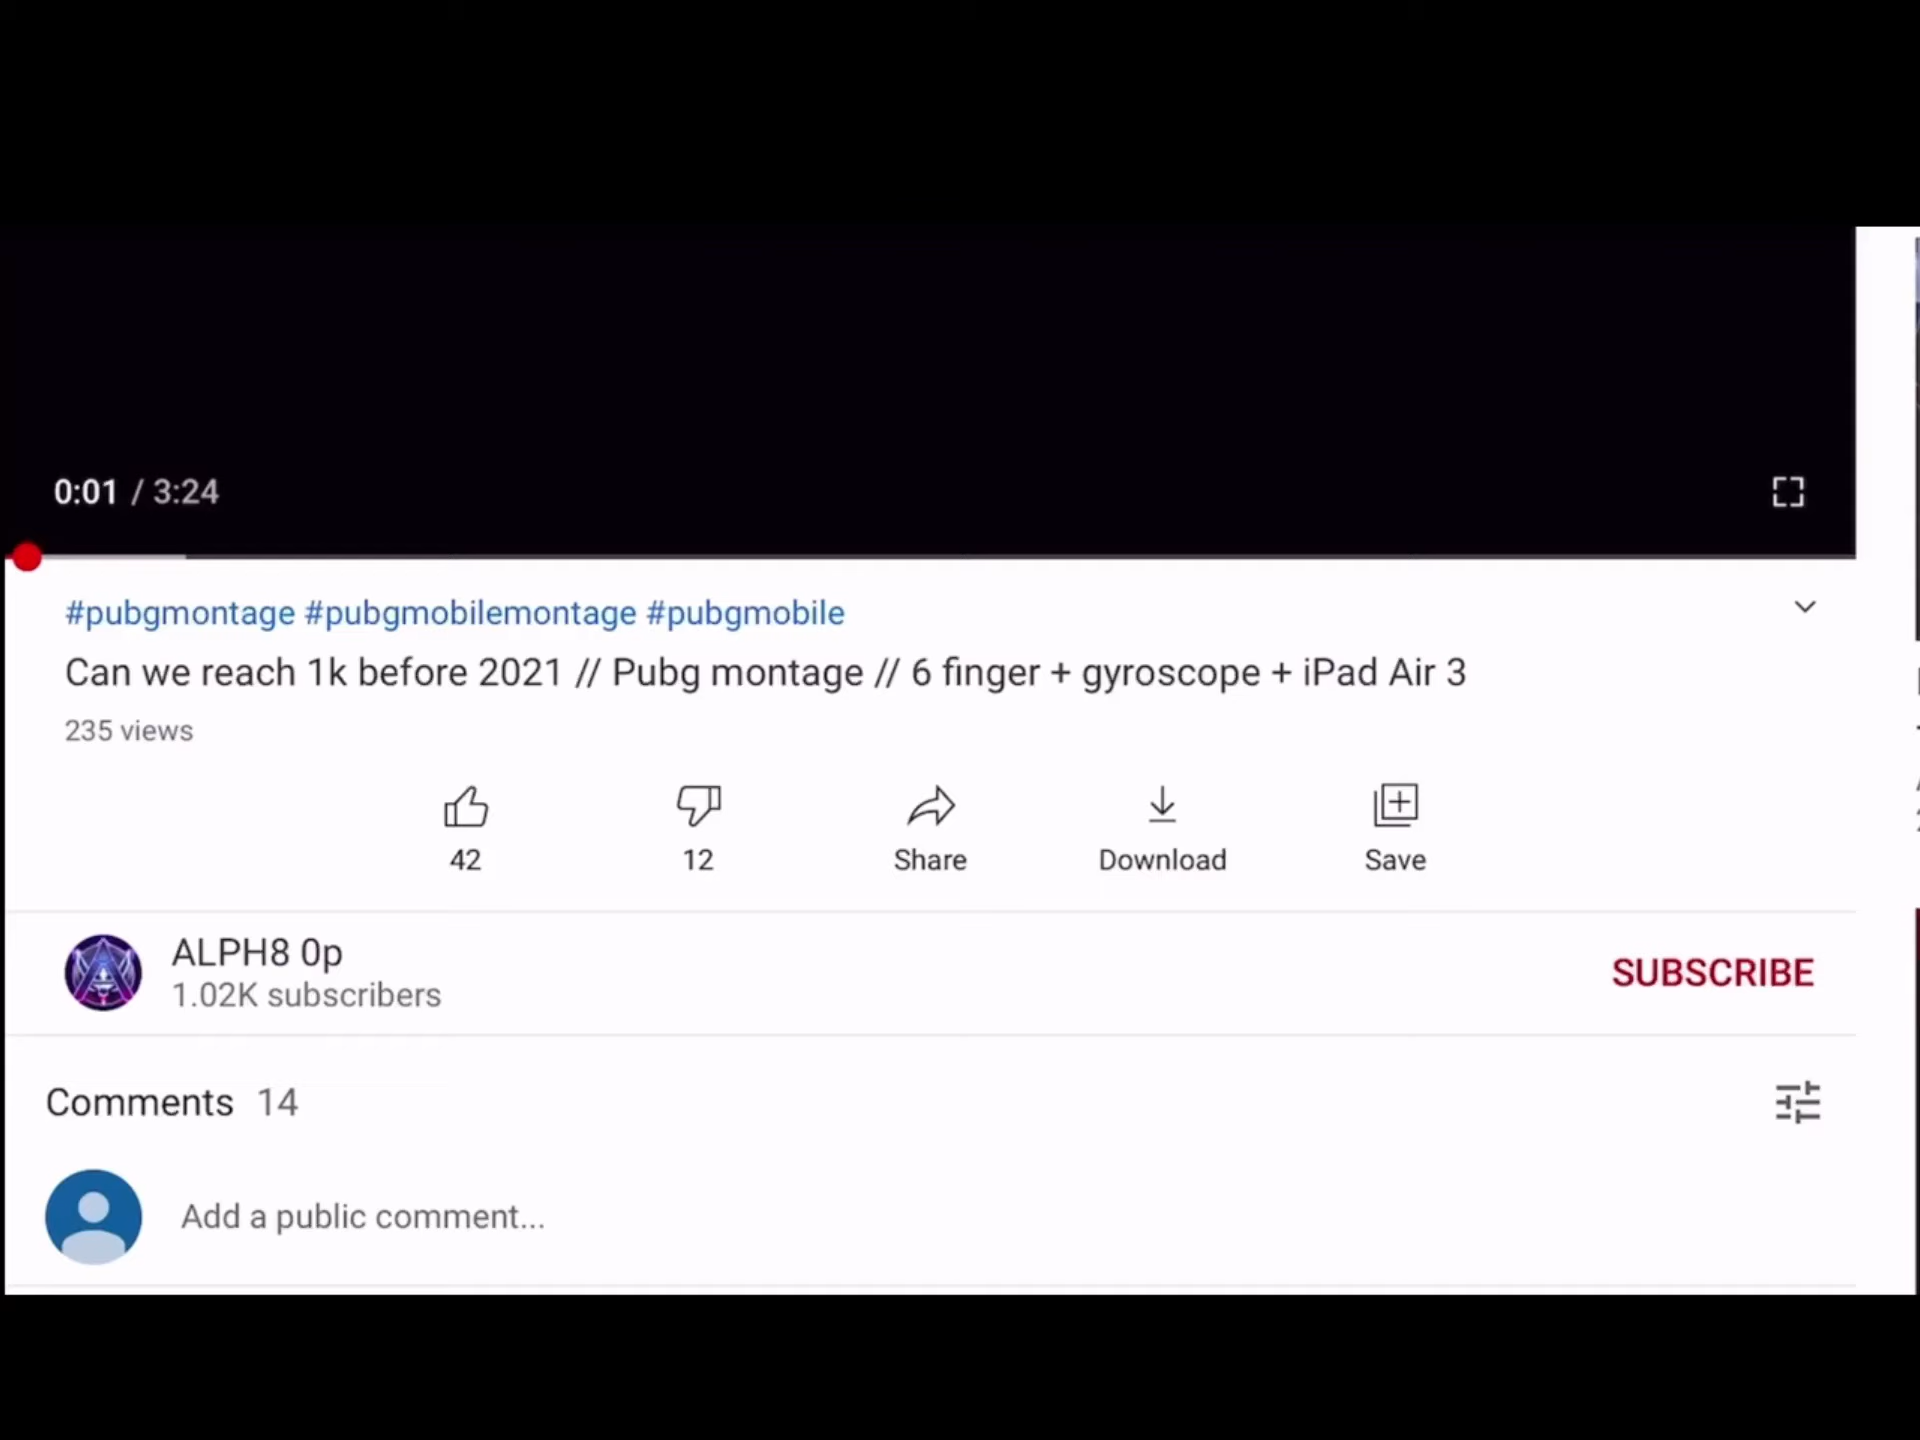 0:01 / 3:24
#pubgmontage #pubgmobilemontage #pubgmobile
Can we reach 1k before 2021 // Pubg montage // 6 finger + gyroscope + iPad Air 3
235 views
42
12
Share
Download
Save
ALPH8 0p
1.02K subscribers
SUBSCRIBE
Comments 14
Add a public comment...